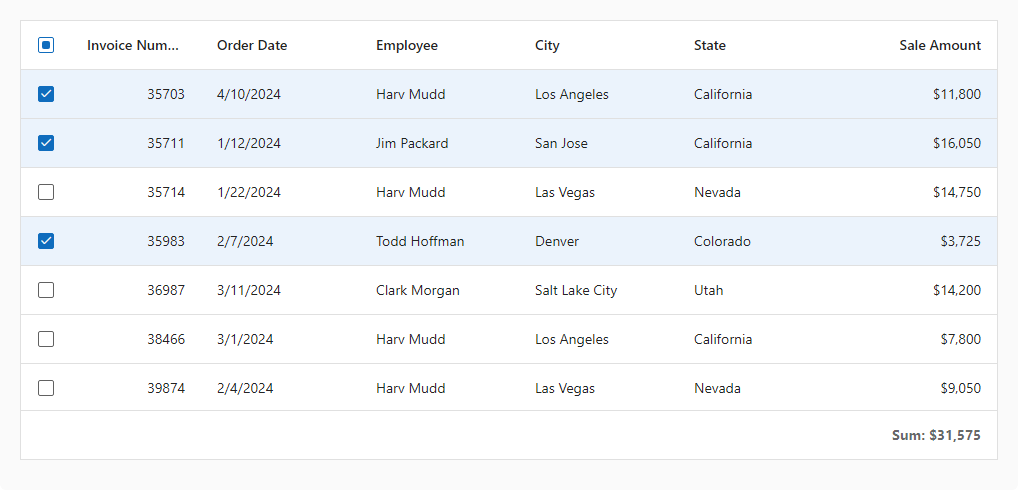 Invoice Num... Order Date Employee City State Sale Amount
35703 4/10/2024 Harv Mudd Los Angeles California $11,800
35711 1/12/2024 Jim Packard San Jose California $16,050
35714 1/22/2024 Harv Mudd Las Vegas Nevada $14,750
35983 2/7/2024 Todd Hoffman Denver Colorado $3,725
36987 3/11/2024 Clark Morgan Salt Lake City Utah $14,200
38466 3/1/2024 Harv Mudd Los Angeles California $7,800
39874 2/4/2024 Harv Mudd Las Vegas Nevada $9,050
Sum: $31,575